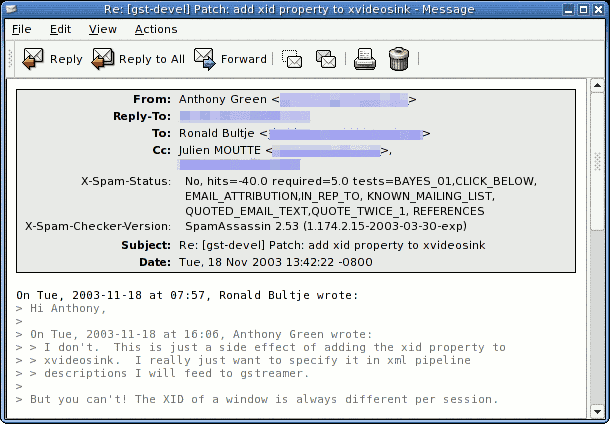 Re: [gst-devel] Patch: add xid property to xvideosink - Message
File Edit View Actions
Reply Reply to All Forward
From: Anthony Green < >
Reply-To:
To: Ronald Bultje < >
Cc: Julien MOUTTE < >,
X-Spam-Status: No, hits=-40.0 required=5.0 tests=BAYES_01,CLICK_BELOW,
EMAIL_ATTRIBUTION,IN_REP_TO, KNOWN_MAILING_LIST,
QUOTED_EMAIL_TEXT,QUOTE_TWICE_1, REFERENCES
X-Spam-Checker-Version: SpamAssassin 2.53 (1.174.2.15-2003-03-30-exp)
Subject: Re: [gst-devel] Patch: add xid property to xvideosink
Date: Tue, 18 Nov 2003 13:42:22 -0800
On Tue, 2003-11-18 at 07:57, Ronald Bultje wrote:
> Hi Anthony,
>
> On Tue, 2003-11-18 at 16:06, Anthony Green wrote:
> > I don't.  This is just a side effect of adding the xid property to
> > xvideosink.  I really just want to specify it in xml pipeline
> > descriptions I will feed to gstreamer.
>
> But you can't! The XID of a window is always different per session.